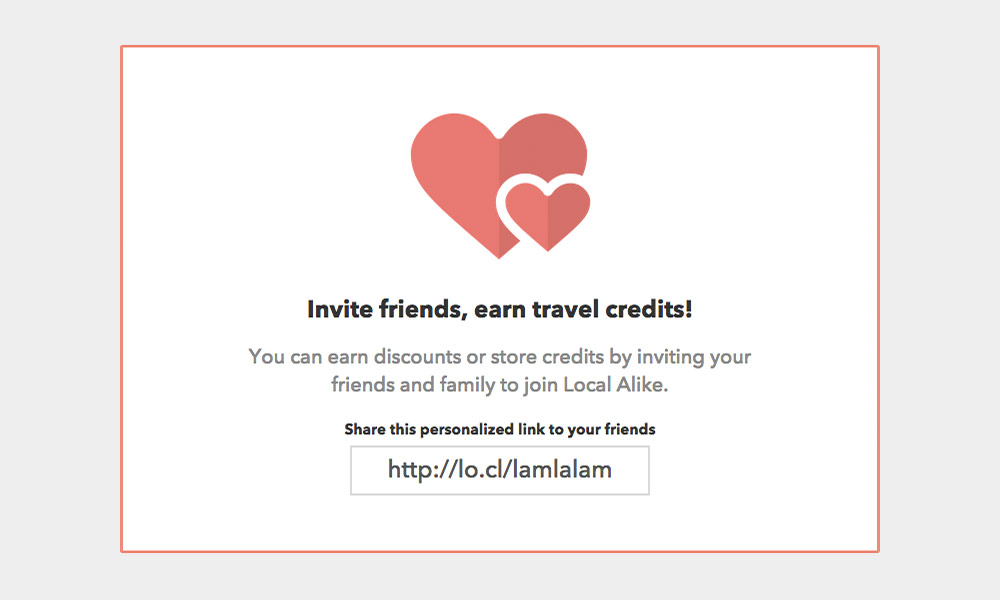 Invite friends, earn travel credits!
You can earn discounts or store credits by inviting your
friends and family to join Local Alike.
Share this personalized link to your friends
http://lo.cl/lamlalam